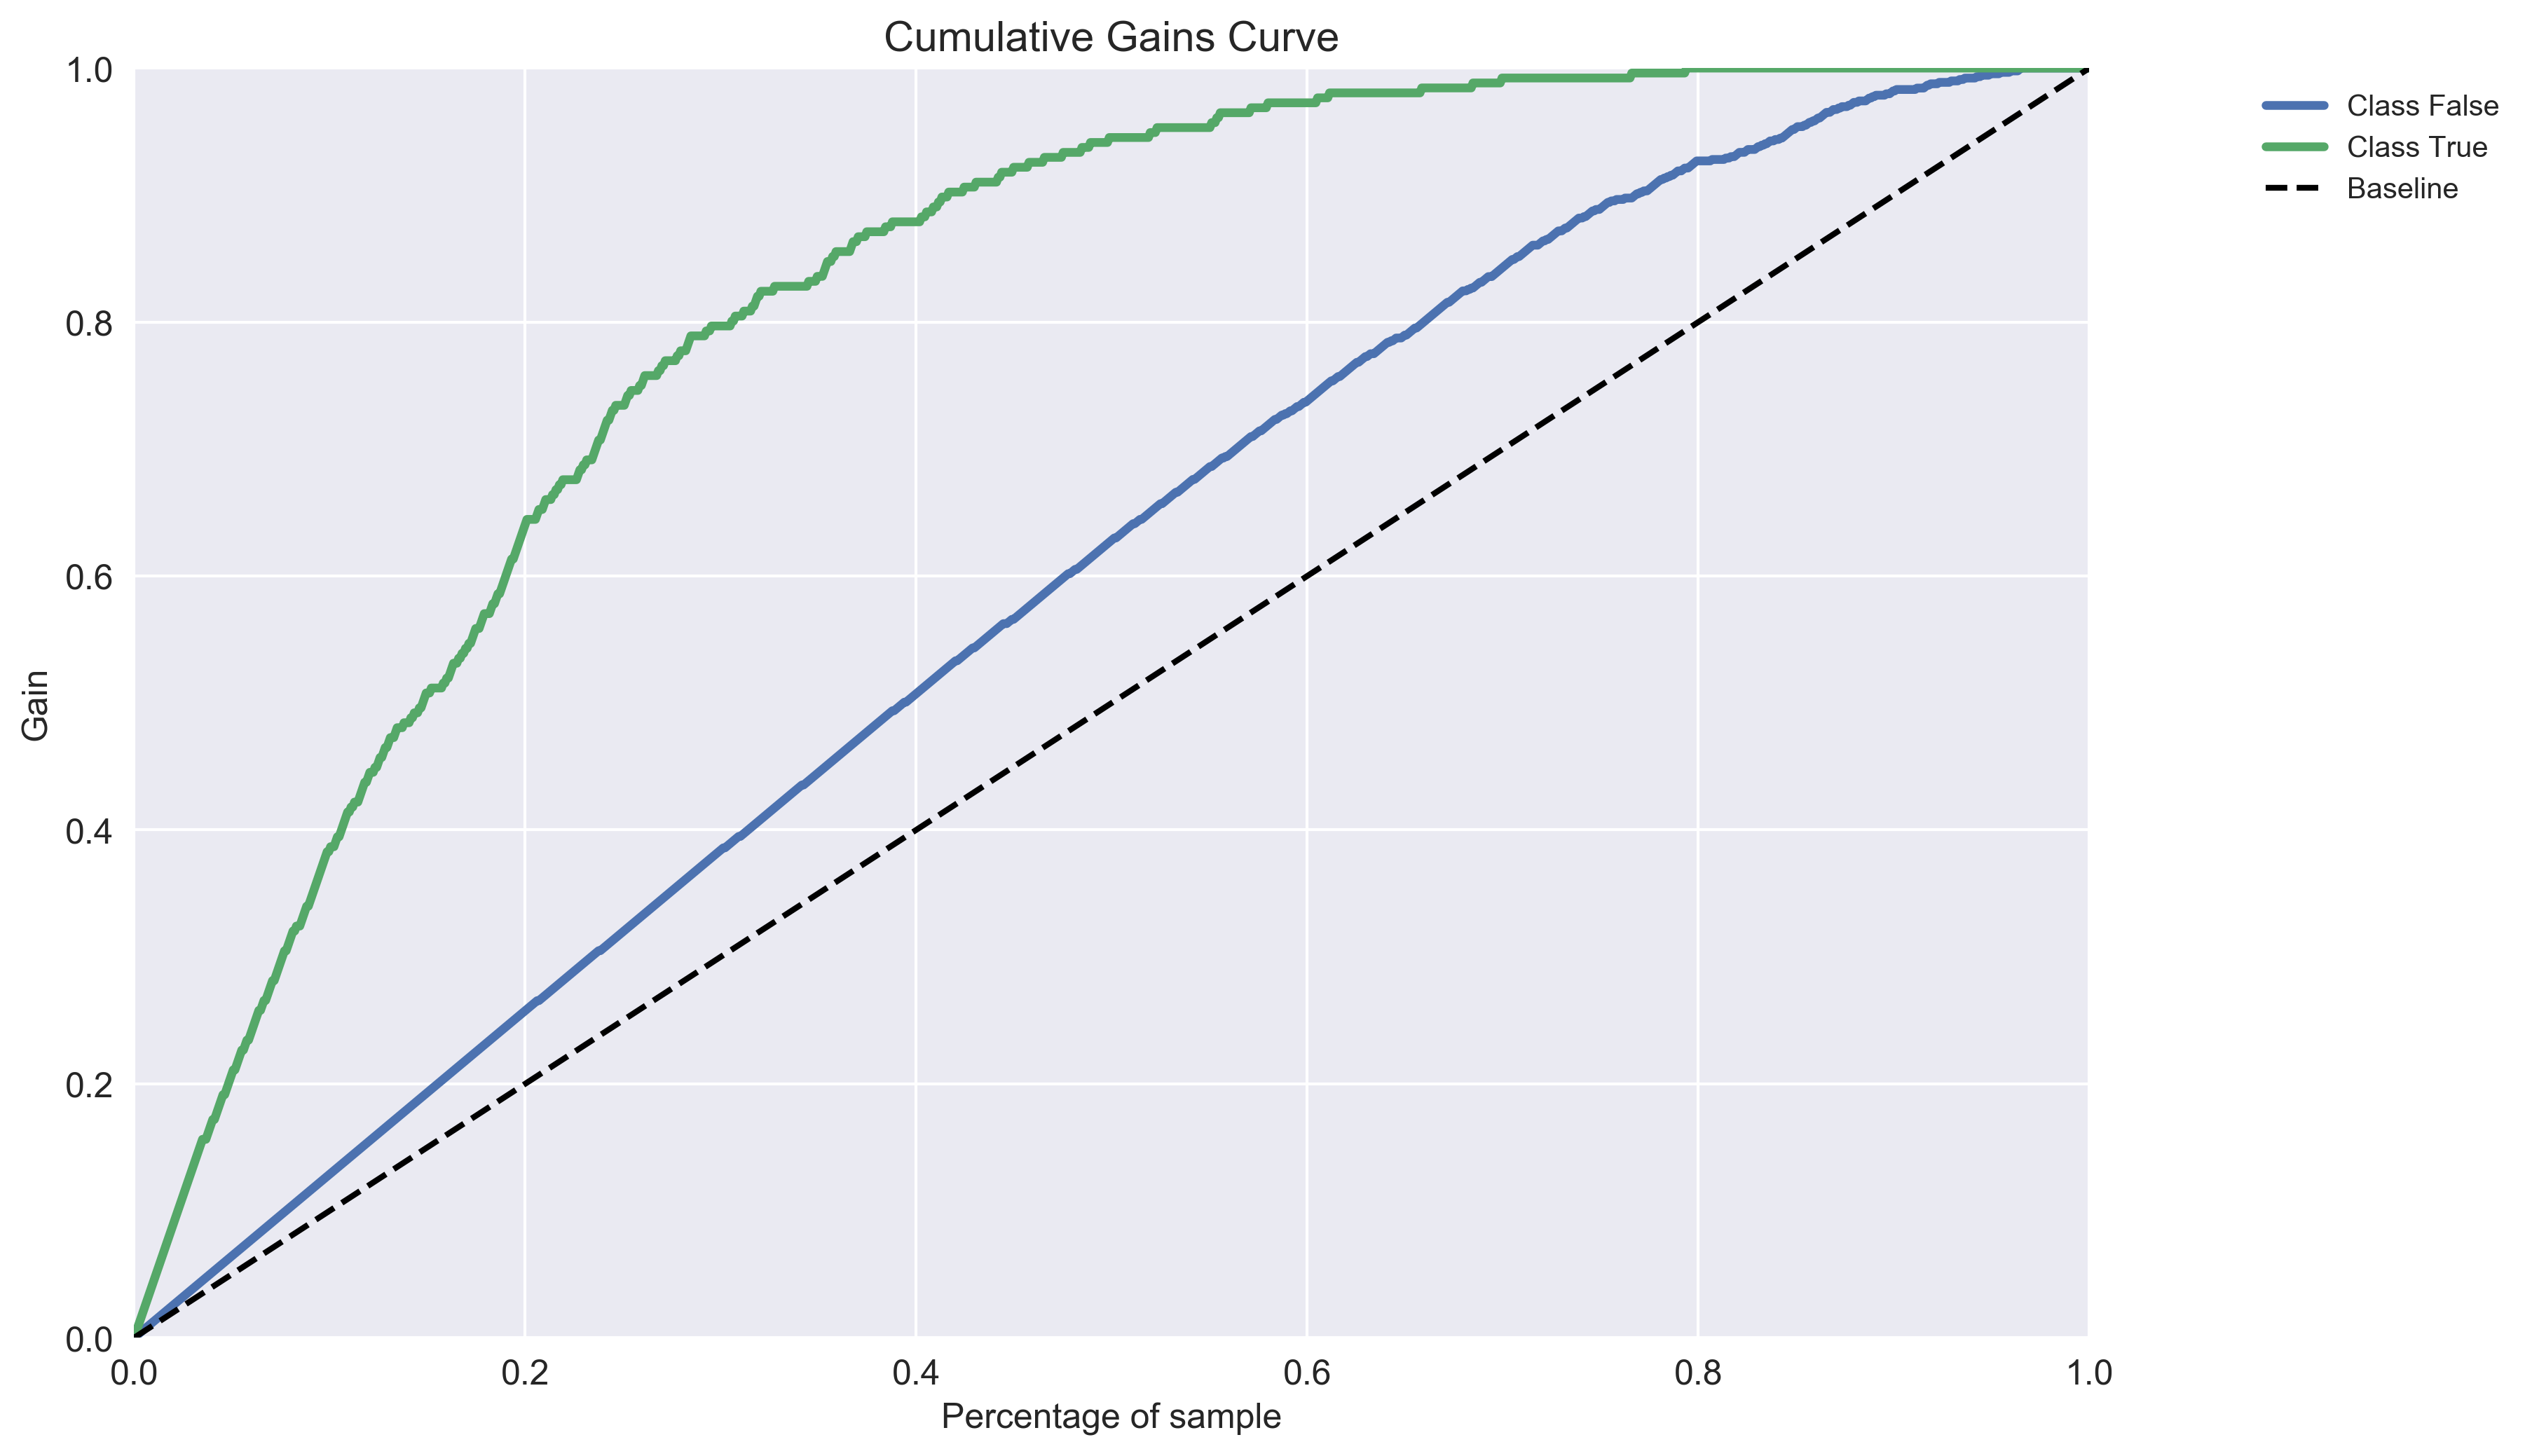 Cumulative Gains Curve
1.0
0.8
0.6
0.4
0.2
0.0
Gain
0.0 0.2 0.4 0.6 0.8 1.0
Percentage of sample
Class False
Class True
Baseline